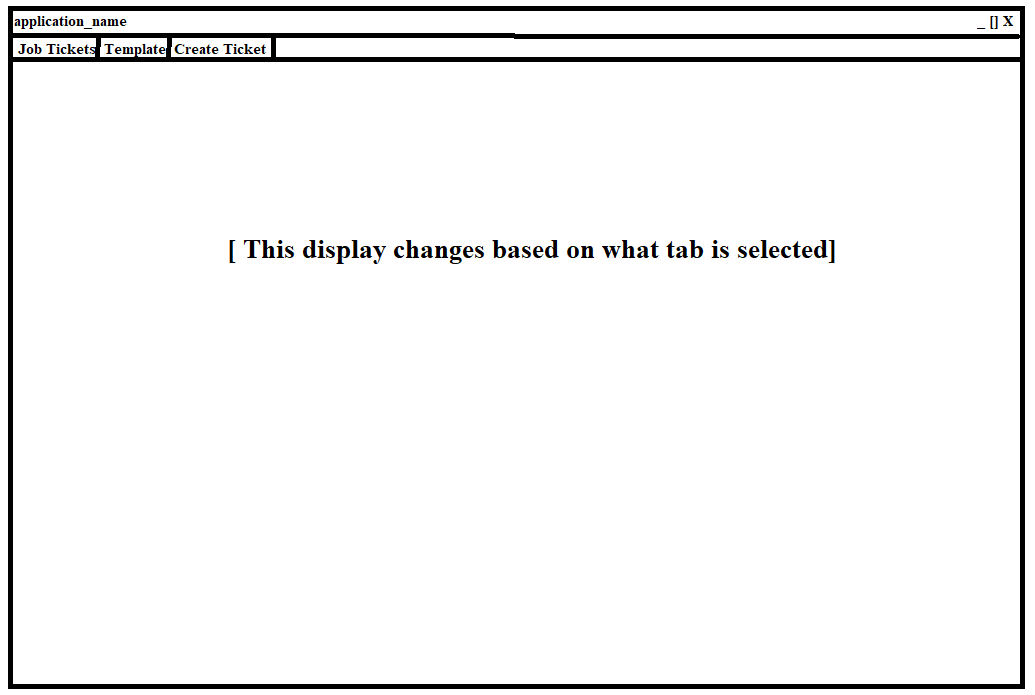 application_name _ [] X
Job Tickets Template Create Ticket
[ This display changes based on what tab is selected]